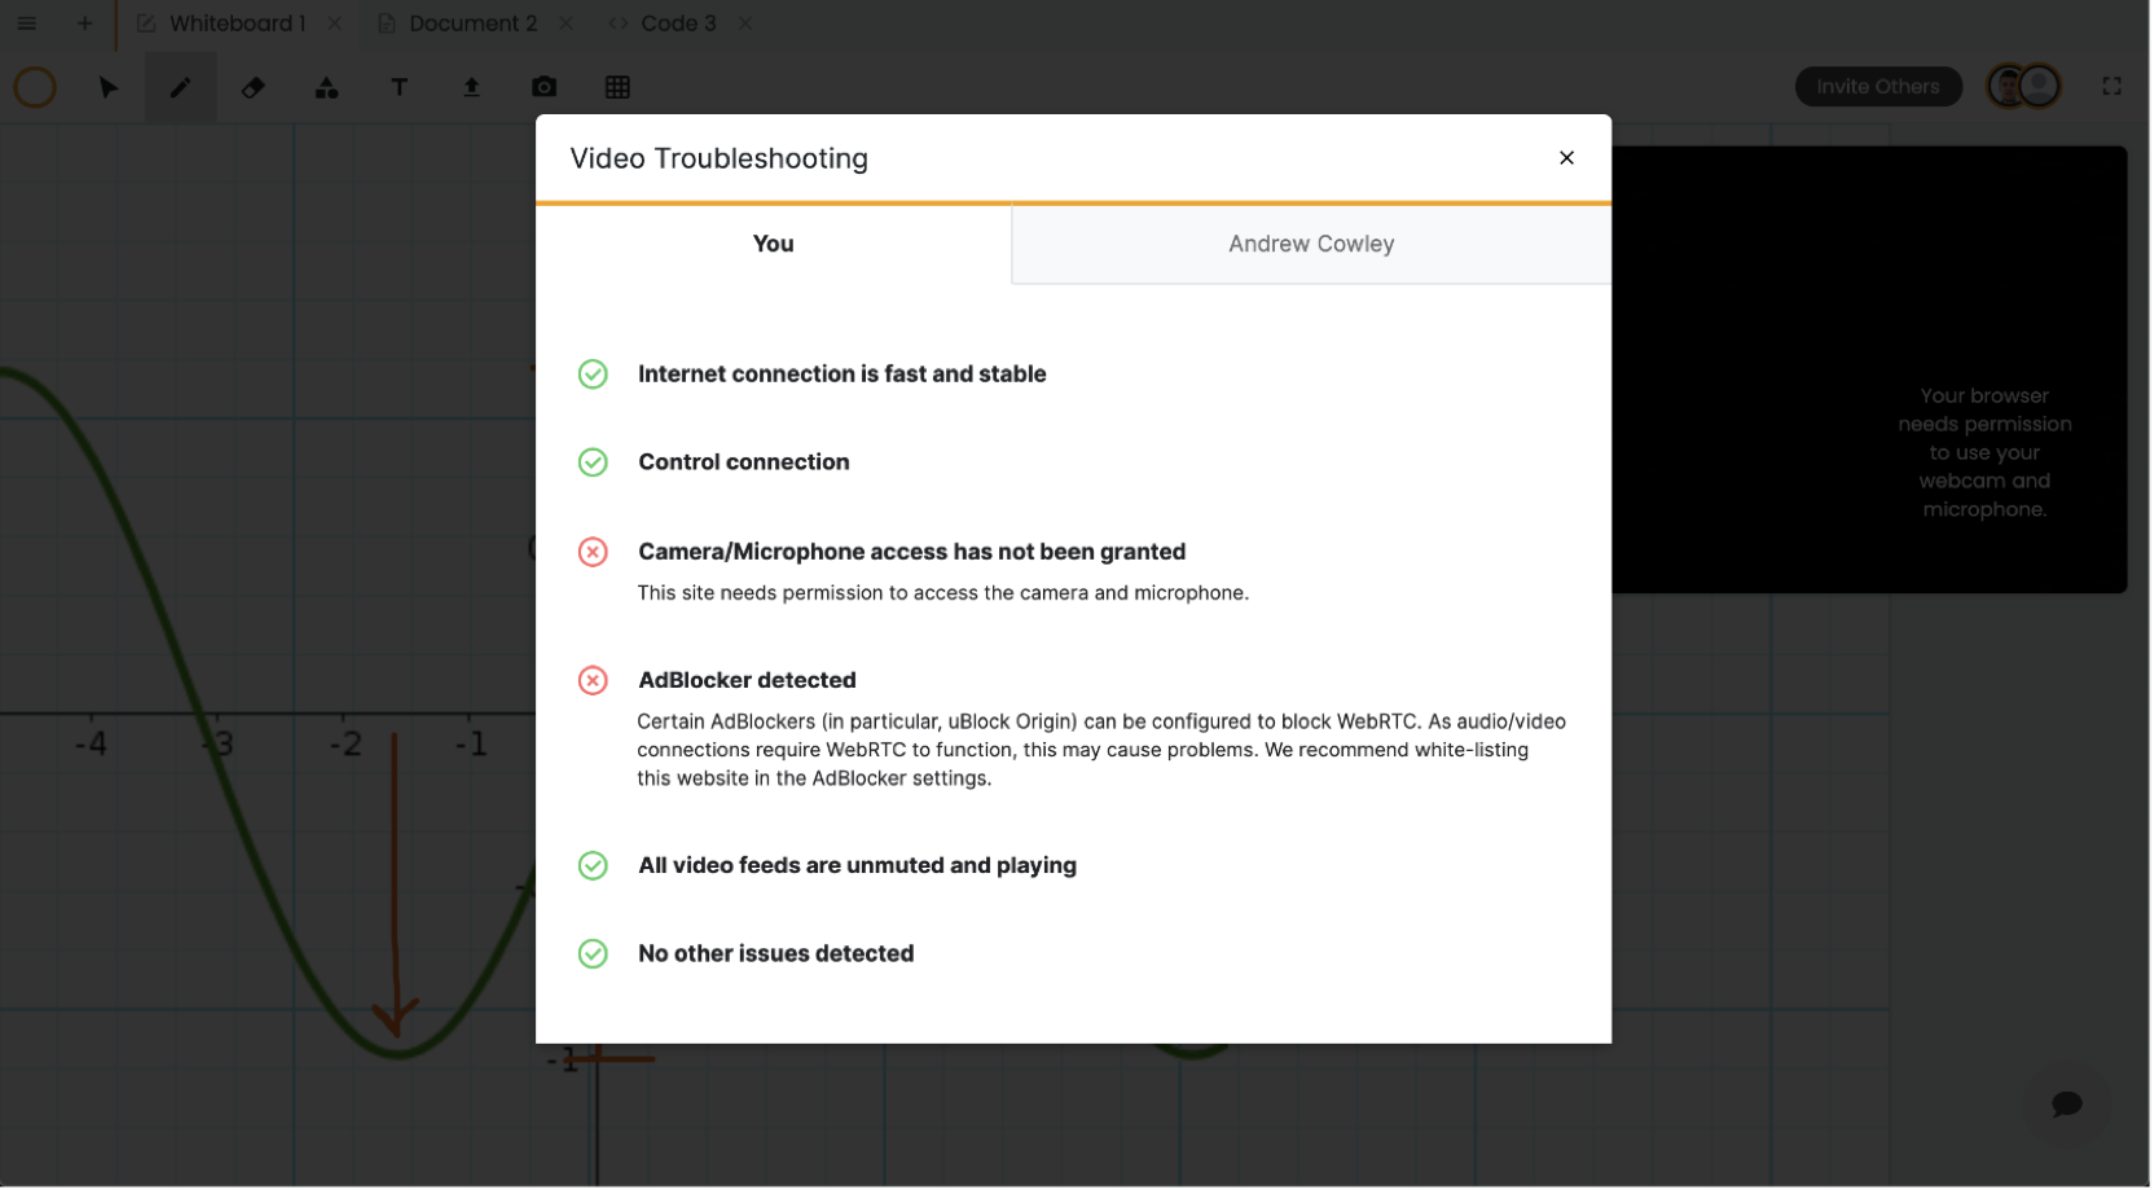 Whiteboard 1
Document 2
Code 3
T
Invite Others
Video Troubleshooting
You
Andrew Cowley
Internet connection is fast and stable
Control connection
Camera/Microphone access has not been granted
This site needs permission to access the camera and microphone.
AdBlocker detected
Certain AdBlockers (in particular, uBlock Origin) can be configured to block WebRTC. As audio/video
connections require WebRTC to function, this may cause problems. We recommend white-listing
this website in the AdBlocker settings.
All video feeds are unmuted and playing
No other issues detected
Your browser
needs permission
to use your
webcam and
microphone.
-4 -3 -2 -1
-1